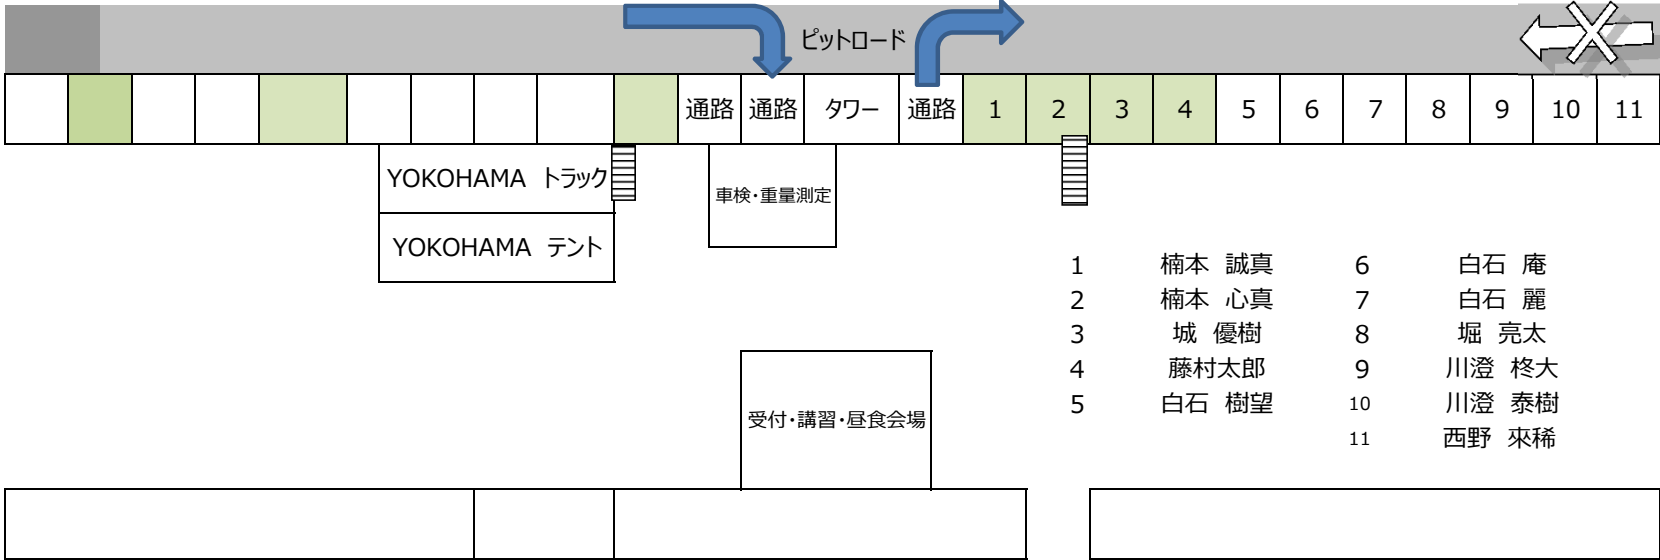 ピットロード
通路 通路 タワー 通路 1 2 3 4 5 6 7 8 9 10 11
YOKOHAMA トラック
車検・重量測定
YOKOHAMA テント
1 楠本 誠真 6 白石 庵
2 楠本 心真 7 白石 麗
3 城 優樹 8 堀 亮太
4 藤村太郎 9 川澄 柊大
5 白石 樹望 10 川澄 泰樹
11 西野 來稀
受付・講習・昼食会場